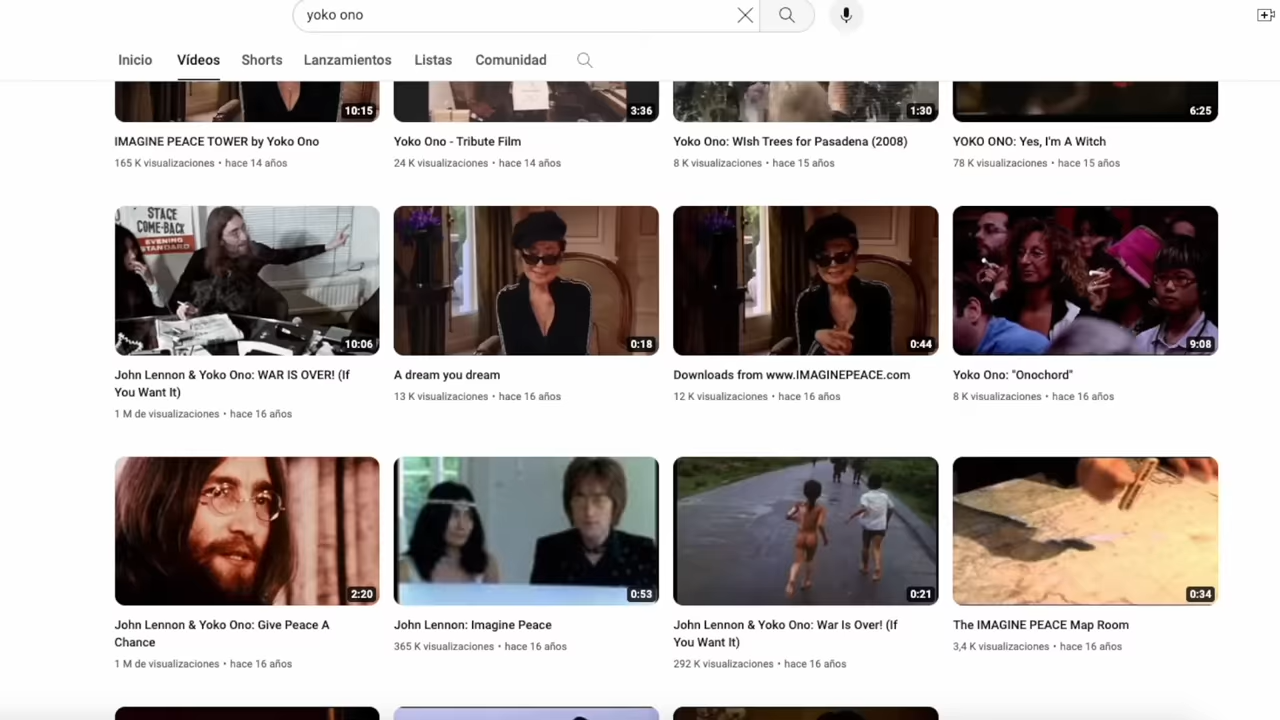 yoko ono
Inicio
Vídeos
Shorts
Lanzamientos
Listas
Comunidad
10:15
3:36
1:30
6:25
IMAGINE PEACE TOWER by Yoko Ono
Yoko Ono - Tribute Film
Yoko Ono: WIsh Trees for Pasadena (2008)
YOKO ONO: Yes, I'm A Witch
165 K visualizaciones • hace 14 años
24 K visualizaciones • hace 14 años
8 K visualizaciones • hace 15 años
78 K visualizaciones • hace 15 años
STAGE
COME-BACK
EVENING
STANDARD
10:06
0:18
0:44
9:08
John Lennon & Yoko Ono: WAR IS OVER! (If
You Want It)
1 M de visualizaciones • hace 16 años
A dream you dream
13 K visualizaciones • hace 16 años
Downloads from www.IMAGINEPEACE.com
12 K visualizaciones • hace 16 años
Yoko Ono: "Onochord"
8 K visualizaciones • hace 16 años
2:20
0:53
0:21
0:34
John Lennon & Yoko Ono: Give Peace A
Chance
1 M de visualizaciones • hace 16 años
John Lennon: Imagine Peace
365 K visualizaciones • hace 16 años
John Lennon & Yoko Ono: War Is Over! (If
You Want It)
292 K visualizaciones • hace 16 años
The IMAGINE PEACE Map Room
3,4 K visualizaciones • hace 16 años